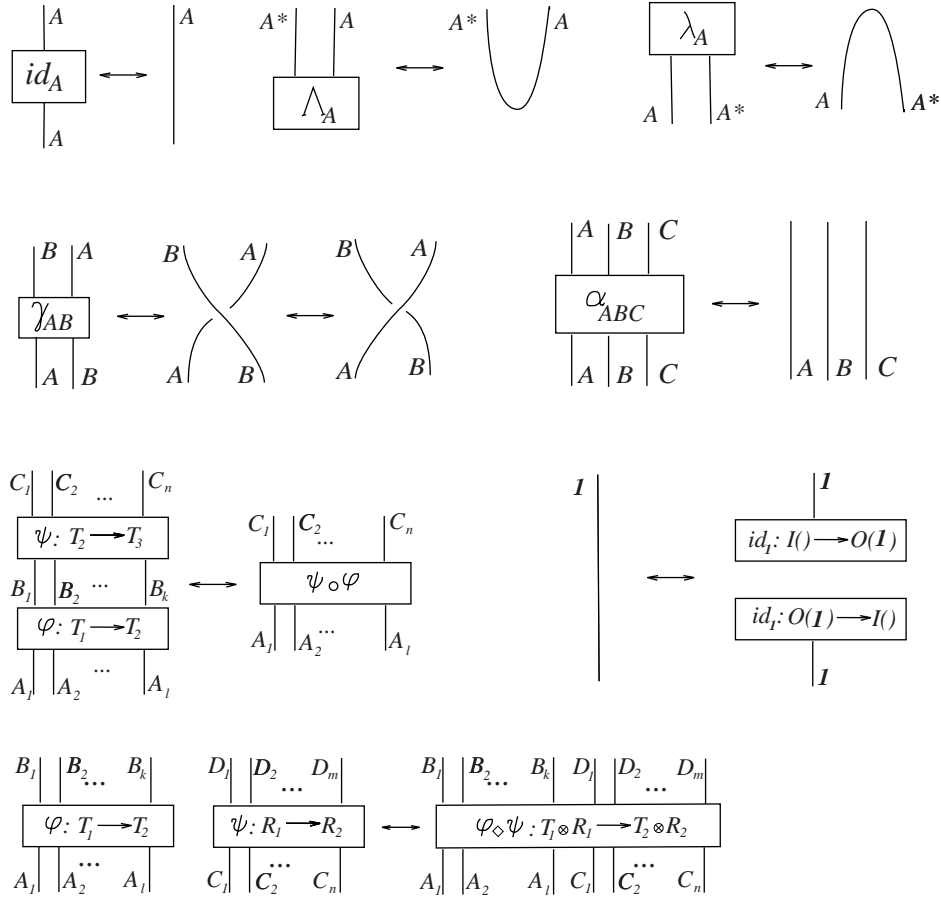 A A A* A A* A λ_A
id_A Λ_A A A* A A*
A
B A B A B A A B C
γ_AB α_ABC
A B A B A B A B C A B C
C_1 C_2 ... C_n 1 1
ψ: T_2 → T_3 C_1 C_2 ... C_n id_1: I() → O(1)
B_1 B_2 ... B_k ψ∘φ
φ: T_1 → T_2 A_1 A_2 ... A_l id_1: O(1) → I()
A_1 A_2 ... A_l 1
B_1 B_2 ... B_k D_1 D_2 ... D_m B_1 B_2 ... B_k D_1 D_2 ... D_m
φ: T_1 → T_2 ψ: R_1 → R_2 φ◇ψ: T_1⊗R_1 → T_2⊗R_2
A_1 A_2 ... A_l C_1 C_2 ... C_n A_1 A_2 ... A_l C_1 C_2 ... C_n